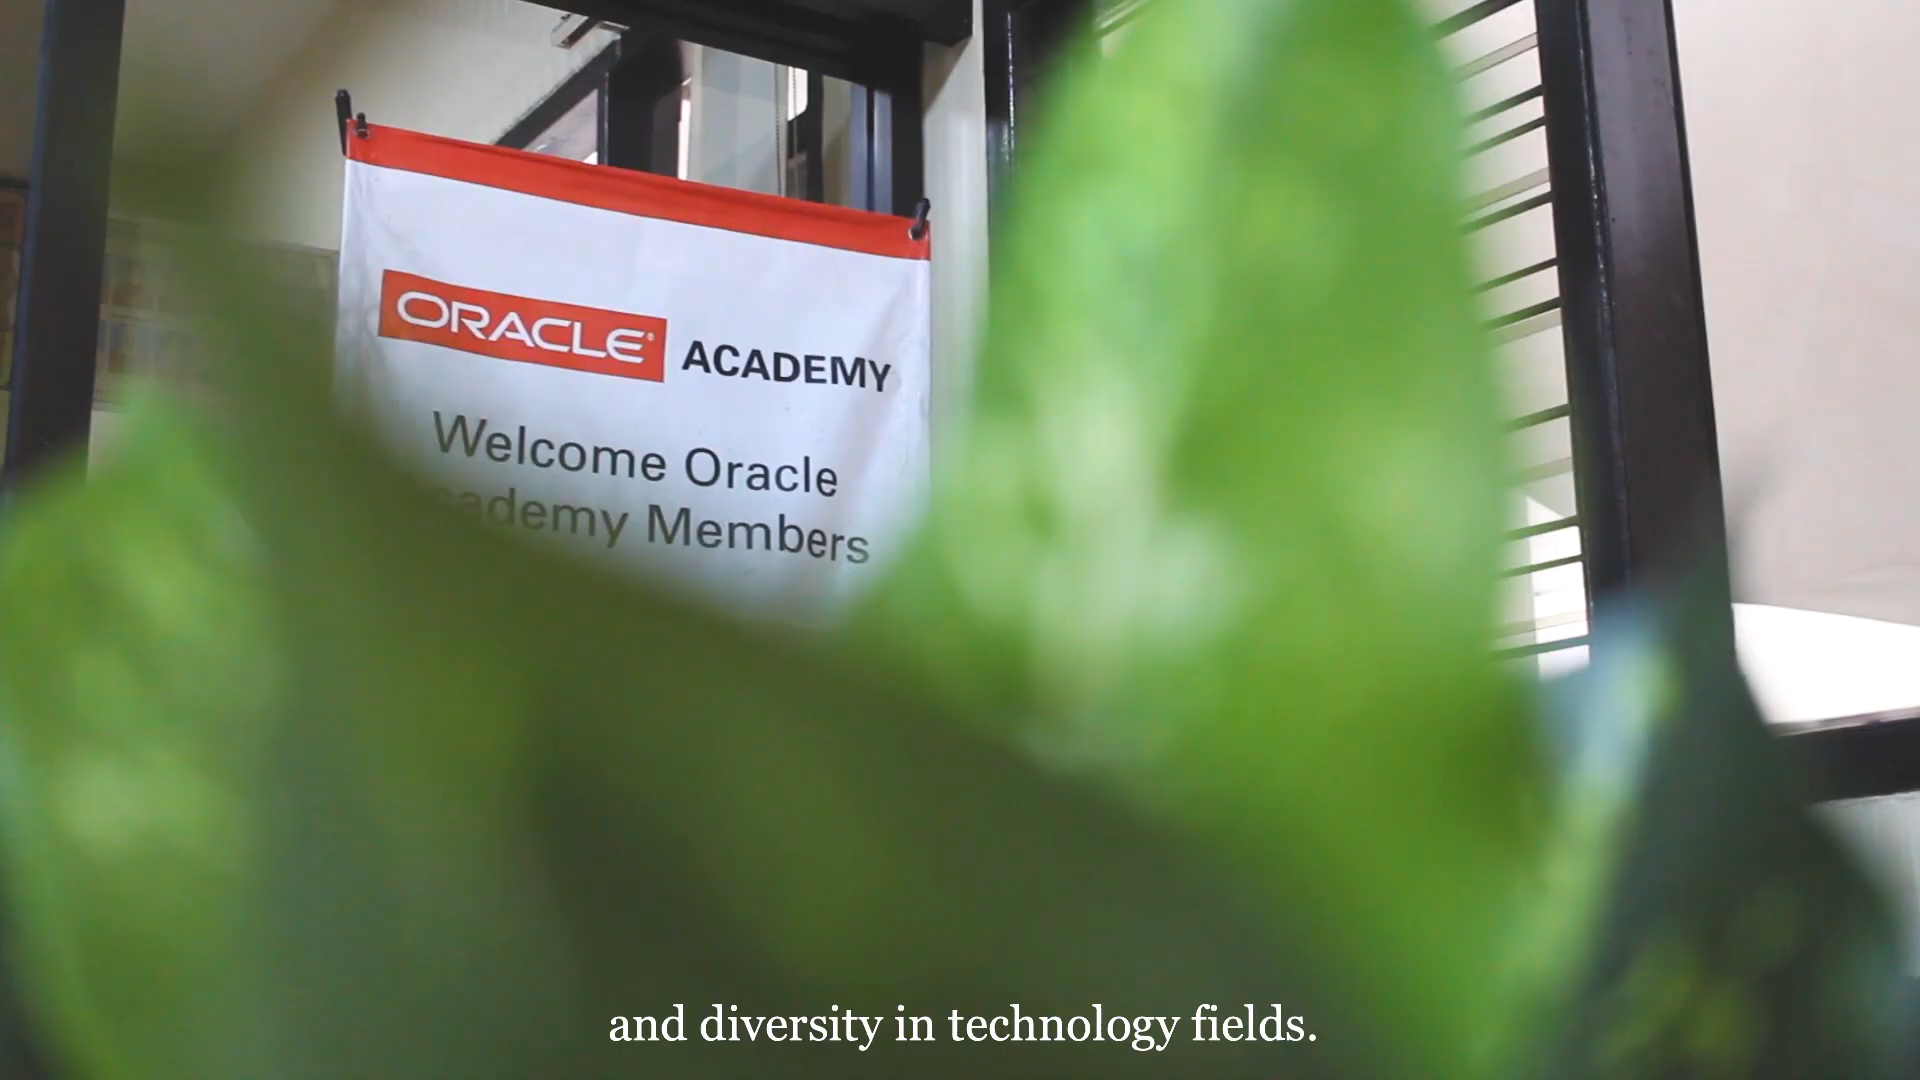 ORACLE® ACADEMY
Welcome Oracle
Members
and diversity in technology fields.